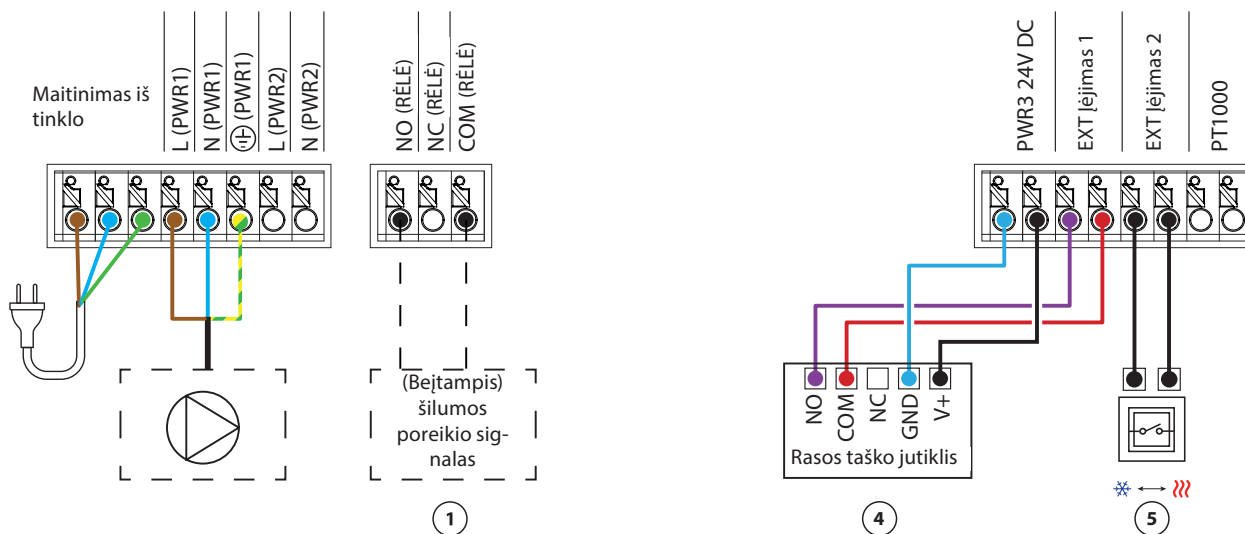 Maitinimas iš
tinklo
L (PWR1)
N (PWR1)
(PWR1)
L (PWR2)
N (PWR2)
NO (RĖLĖ)
NC (RĖLĖ)
COM (RĖLĖ)
(Beįtampis)
šilumos
poreikio sig-
nalas
1
PWR3 24V DC
EXT Įėjimas 1
EXT Įėjimas 2
PT1000
NO
COM
NC
GND
V+
Rasos taško jutiklis
4
5